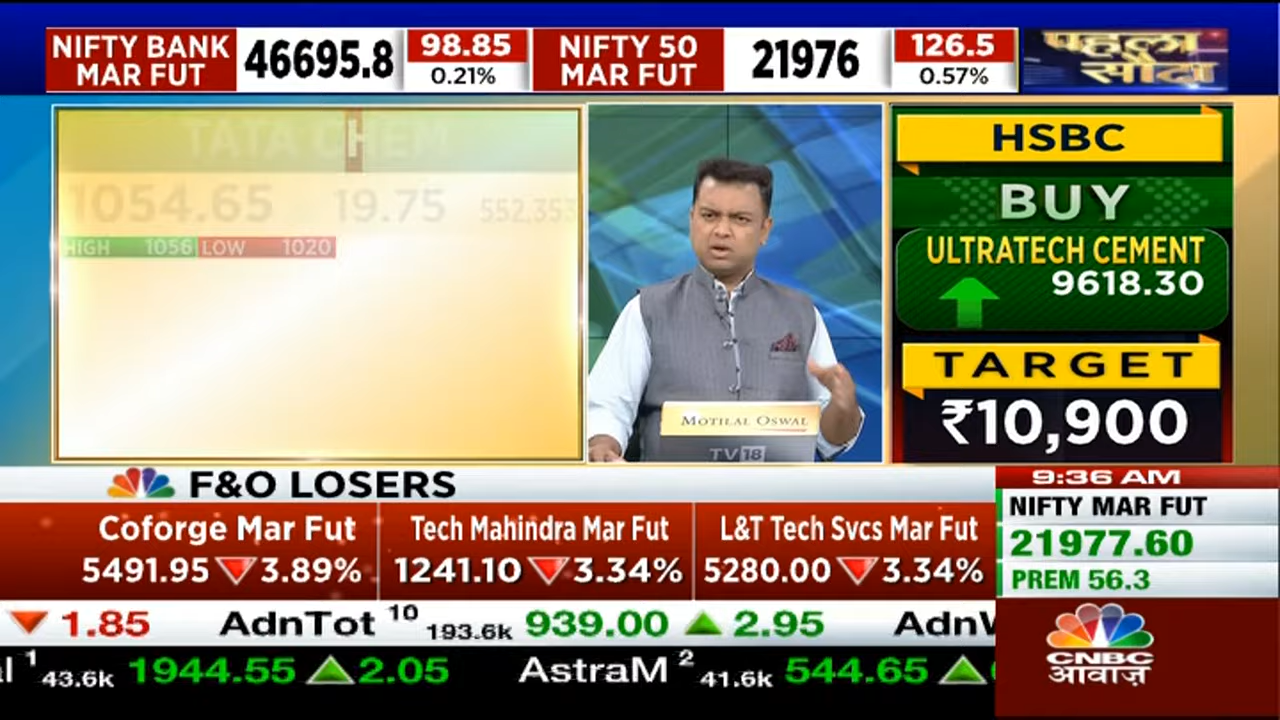 NIFTY BANK
MAR FUT
46695.8
98.85
0.21%
NIFTY 50
MAR FUT
21976
126.5
0.57%
पहला
सौदा
TATA CHEM
1054.65 19.75 552.353
HIGH 1056 LOW 1020
MOTILAL OSWAL
TV18
HSBC
BUY
ULTRATECH CEMENT
9618.30
TARGET
₹10,900
F&O LOSERS
Coforge Mar Fut
5491.95 3.89%
Tech Mahindra Mar Fut
1241.10 3.34%
L&T Tech Svcs Mar Fut
5280.00 3.34%
9:36 AM
NIFTY MAR FUT
21977.60
PREM 56.3
1.85 AdnTot 10 193.6k 939.00 2.95 Adn
1 43.6k 1944.55 2.05 AstraM 2 41.6k 544.65
CNBC
आवाज़